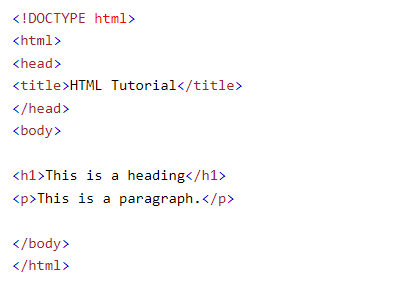 <!DOCTYPE html>
<html>
<head>
<title>HTML Tutorial</title>
</head>
<body>
<h1>This is a heading</h1>
<p>This is a paragraph.</p>
</body>
</html>